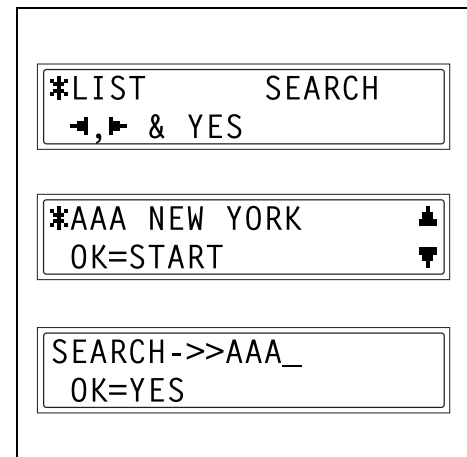 *LIST SEARCH
◄,► & YES
*AAA NEW YORK ▲
OK=START ▼
SEARCH->>AAA_
OK=YES